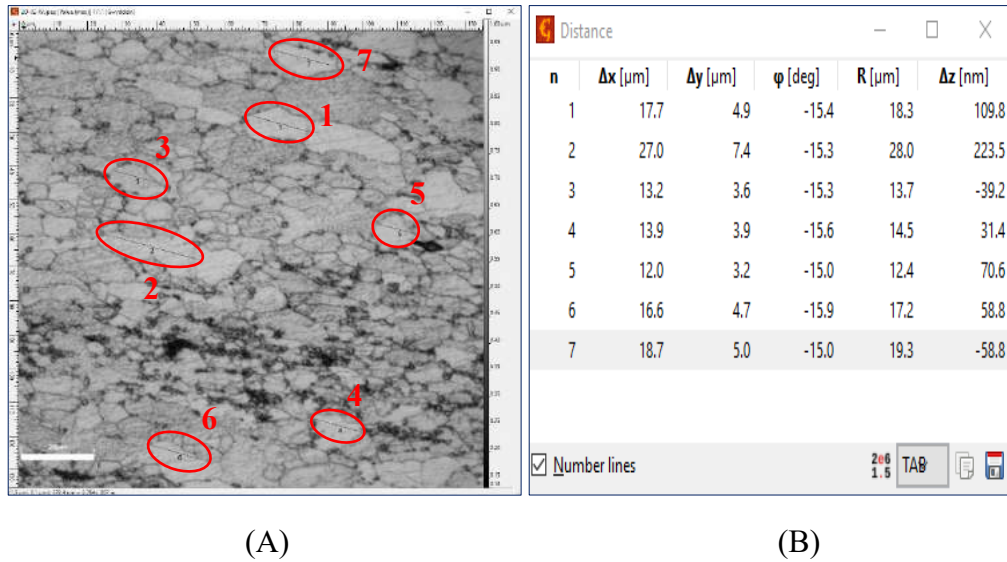 7
1
3
5
2
6
4
(A)
Distance
n Δx [µm] Δy [µm] φ [deg] R [µm] Δz [nm]
1 17.7 4.9 -15.4 18.3 109.8
2 27.0 7.4 -15.3 28.0 223.5
3 13.2 3.6 -15.3 13.7 -39.2
4 13.9 3.9 -15.6 14.5 31.4
5 12.0 3.2 -15.0 12.4 70.6
6 16.6 4.7 -15.9 17.2 58.8
7 18.7 5.0 -15.0 19.3 -58.8
Number lines
2e6
1.5
TAB
(B)